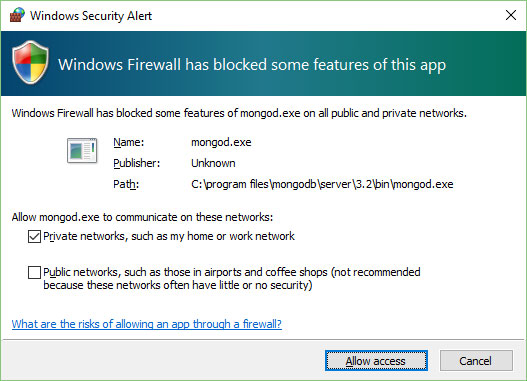 Windows Security Alert
Windows Firewall has blocked some features of this app
Windows Firewall has blocked some features of mongod.exe on all public and private networks.
Name: mongod.exe
Publisher: Unknown
Path: C:\program files\mongodb\server\3.2\bin\mongod.exe
Allow mongod.exe to communicate on these networks:
Private networks, such as my home or work network
Public networks, such as those in airports and coffee shops (not recommended
because these networks often have little or no security)
What are the risks of allowing an app through a firewall?
Allow access Cancel